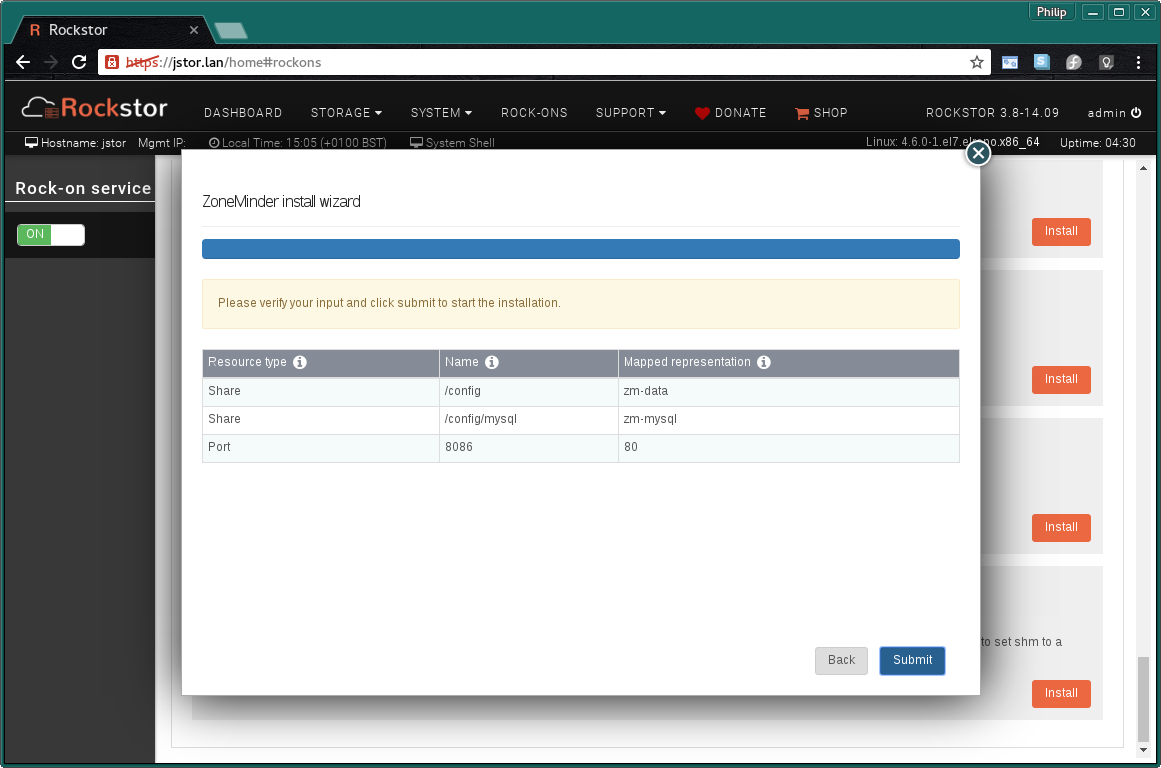 Philip
R Rockstor
https://jstor.lan/home#rockons
Rockstor DASHBOARD STORAGE SYSTEM ROCK-ONS SUPPORT DONATE SHOP ROCKSTOR 3.8-14.09 admin
Hostname: jstor Mgmt IP: Local Time: 15:05 (+0100 BST) System Shell Linux: 4.6.0-1.el7.elrepo.x86_64 Uptime: 04:30
Rock-on service
ON
ZoneMinder install wizard
Please verify your input and click submit to start the installation.
Resource type Name Mapped representation
Share /config zm-data
Share /config/mysql zm-mysql
Port 8086 80
Back Submit
Install
Install
Install
to set shm to a
Install